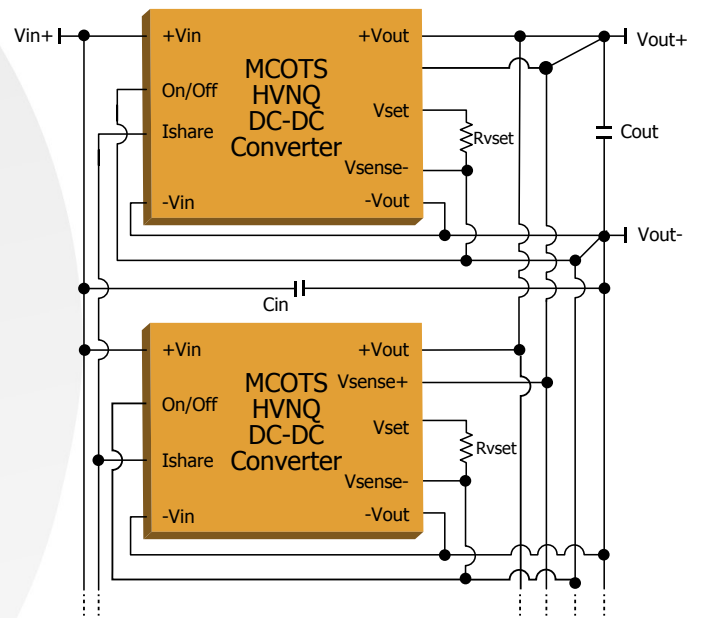 Vin+
+Vin
+Vout
Vout+
On/Off
MCOTS
HVNQ
DC-DC
Converter
Vset
Ishare
Rvset
Cout
Vsense-
-Vin
-Vout
Vout-
Cin
+Vin
+Vout
MCOTS
HVNQ
DC-DC
Converter
Vsense+
On/Off
Vset
Ishare
Rvset
Vsense-
-Vin
-Vout